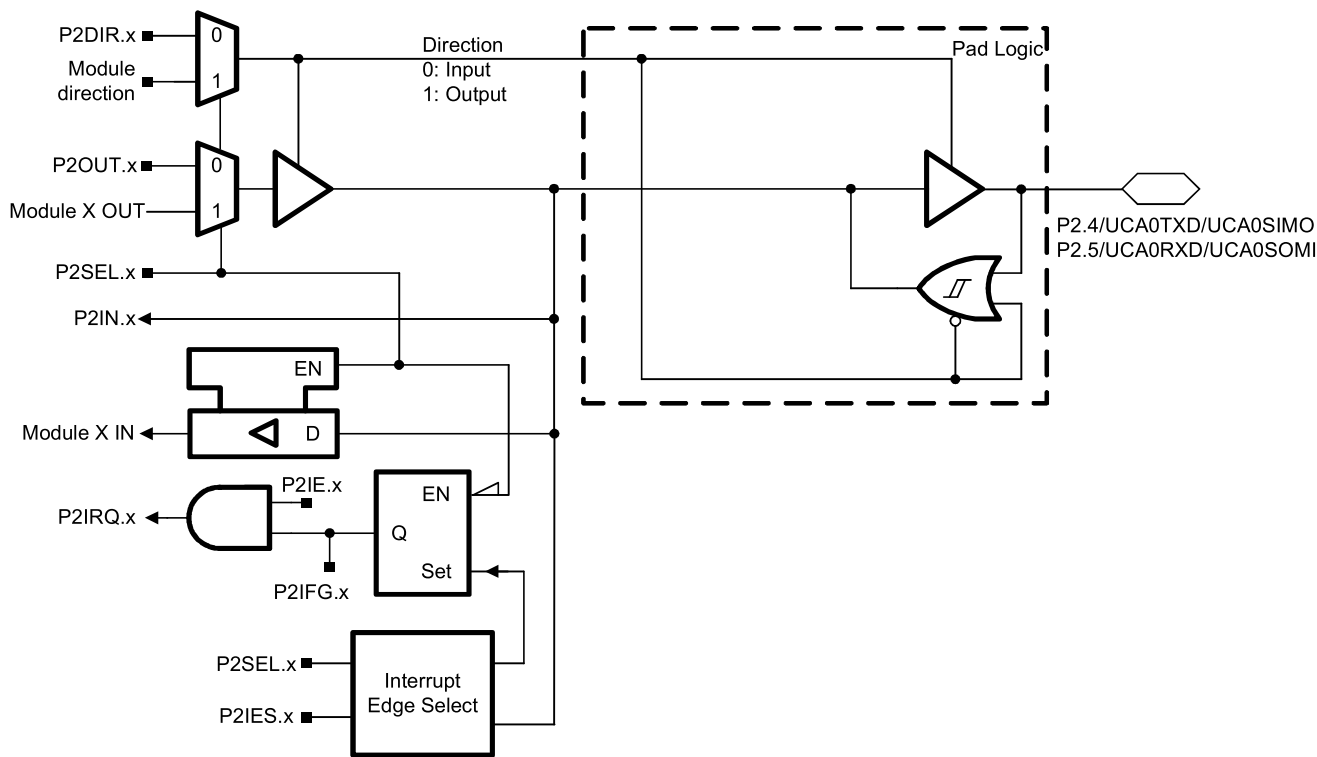 P2DIR.x
0
Module
direction
1
Direction
0: Input
1: Output
Pad Logic
P2OUT.x
0
Module X OUT
1
P2.4/UCA0TXD/UCA0SIMO
P2.5/UCA0RXD/UCA0SOMI
P2SEL.x
P2IN.x
EN
Module X IN
D
P2IE.x
EN
P2IRQ.x
Q
Set
P2IFG.x
P2SEL.x
Interrupt
Edge Select
P2IES.x